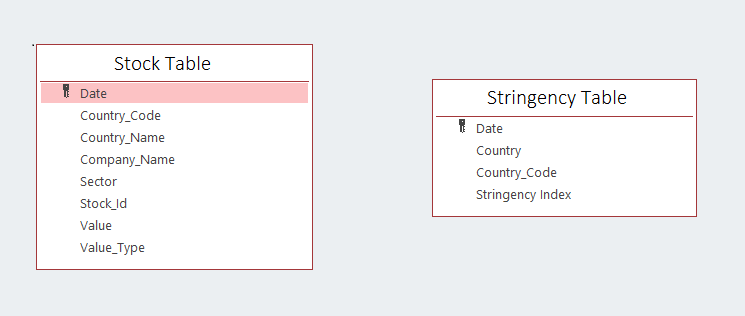 Stock Table
Date
Country_Code
Country_Name
Company_Name
Sector
Stock_Id
Value
Value_Type
Stringency Table
Date
Country
Country_Code
Stringency Index